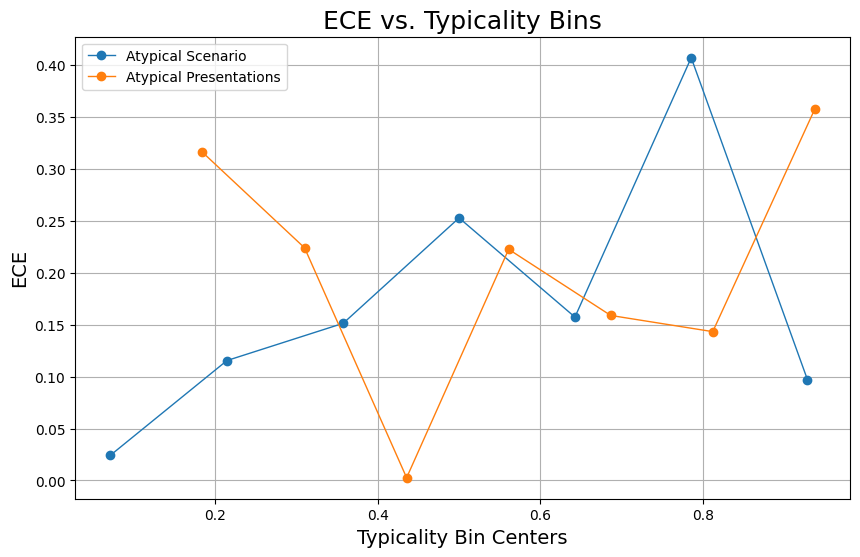 ECE vs. Typicality Bins
Atypical Scenario
Atypical Presentations
0.40
0.35
0.30
0.25
0.20
0.15
0.10
0.05
0.00
ECE
0.2 0.4 0.6 0.8
Typicality Bin Centers